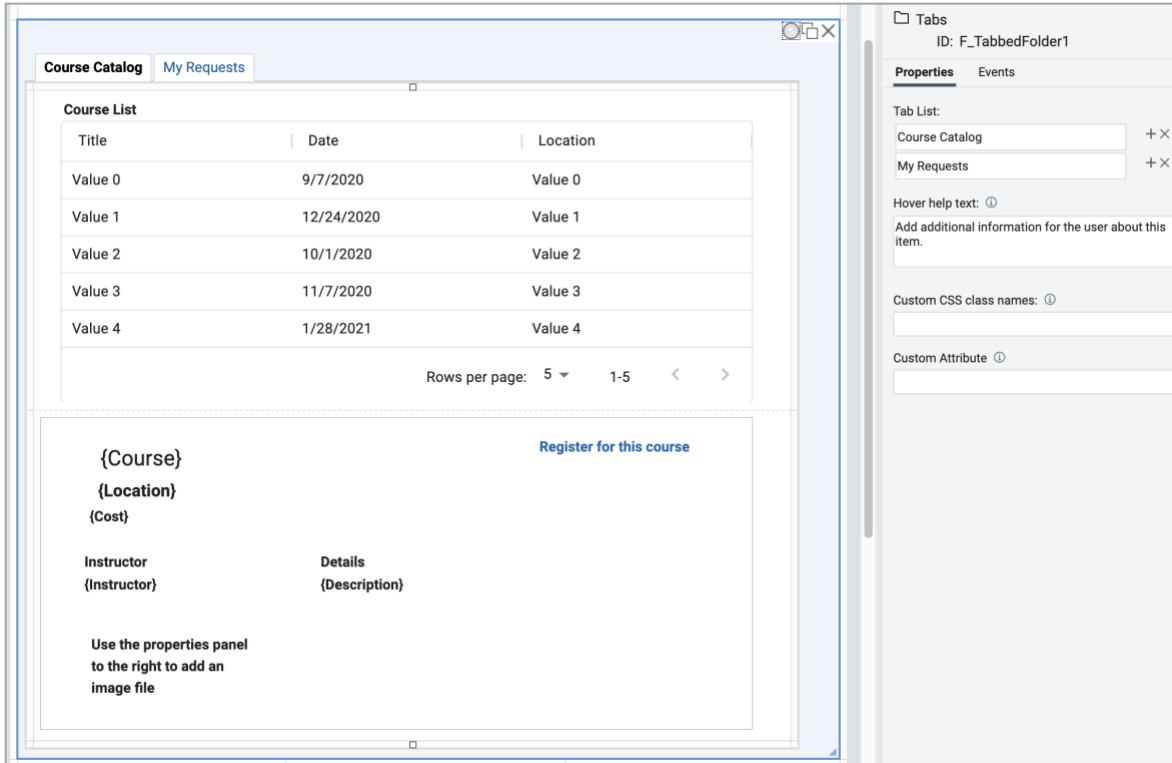 Course Catalog My Requests
Course List
Title Date Location
Value 0 9/7/2020 Value 0
Value 1 12/24/2020 Value 1
Value 2 10/1/2020 Value 2
Value 3 11/7/2020 Value 3
Value 4 1/28/2021 Value 4
Rows per page: 5 1-5
{Course}
Register for this course
{Location}
{Cost}
Instructor Details
{Instructor} {Description}
Use the properties panel
to the right to add an
image file
Tabs
ID: F_TabbedFolder1
Properties Events
Tab List:
Course Catalog
My Requests
Hover help text:
Add additional information for the user about this
item.
Custom CSS class names:
Custom Attribute